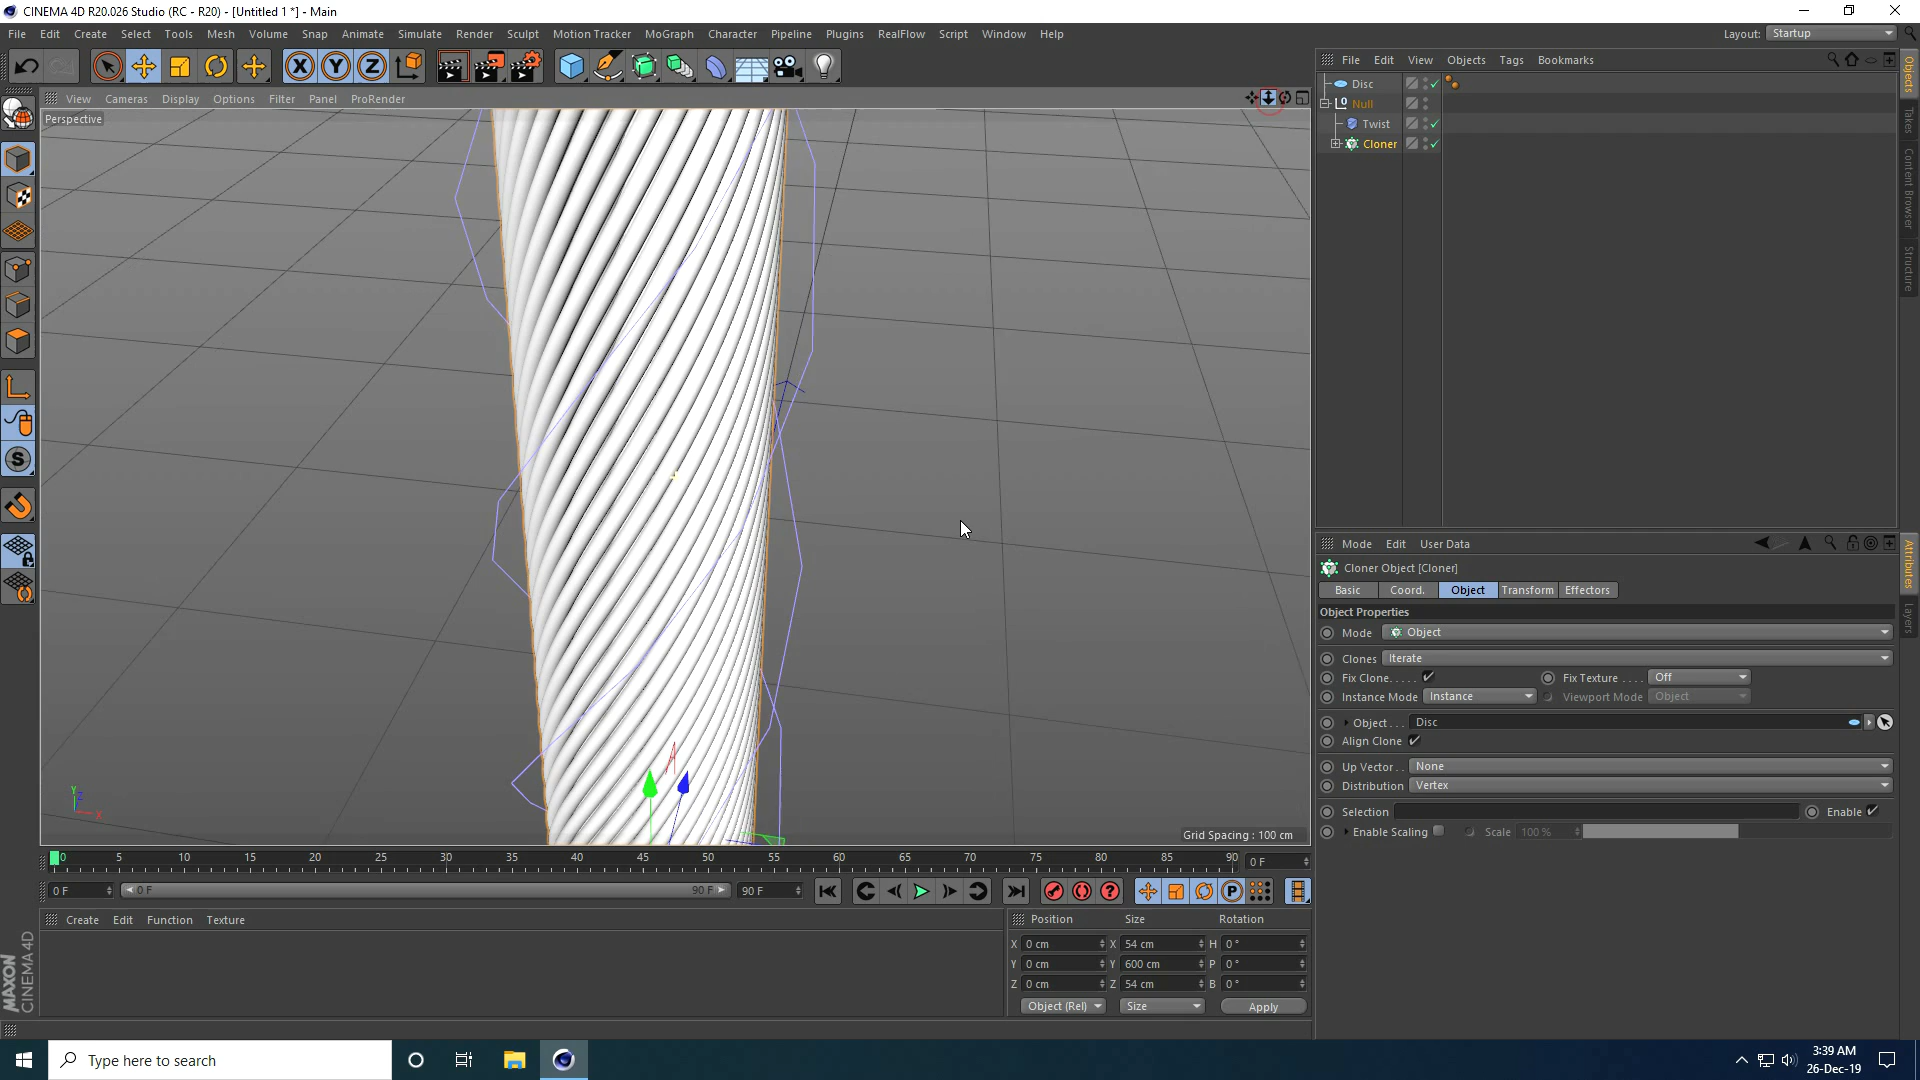 CINEMA 4D R20.026 Studio (RC - R20) - [Untitled 1 *] - Main
File Edit Create Select Tools Mesh Volume Snap Animate Simulate Render Sculpt Motion Tracker MoGraph Character Pipeline Plugins RealFlow Script Window Help
Layout: Startup
File Edit View Objects Tags Bookmarks
View Cameras Display Options Filter Panel ProRender
Perspective
Disc
Null
Twist
Cloner
Objects
Takes
Content Browser
Structure
Mode Edit User Data
Cloner Object [Cloner]
Basic Coord. Object Transform Effectors
Object Properties
Mode Object
Clones Iterate
Fix Clone..... Fix Texture .... Off
Instance Mode Instance Viewport Mode Object
Object... Disc
Align Clone
Up Vector.. None
Distribution Vertex
Selection Enable
Enable Scaling Scale 100 %
Attributes
Layers
Y
Z
X
Grid Spacing : 100 cm
0 5 10 15 20 25 30 35 40 45 50 55 60 65 70 75 80 85 90 0 F
0 F 0 F 90 F 90 F
Create Edit Function Texture
Position Size Rotation
X 0 cm X 54 cm H 0 °
Y 0 cm Y 600 cm P 0 °
Z 0 cm Z 54 cm B 0 °
Object (Rel) Size Apply
MAXON
CINEMA 4D
Type here to search
3:39 AM
26-Dec-19